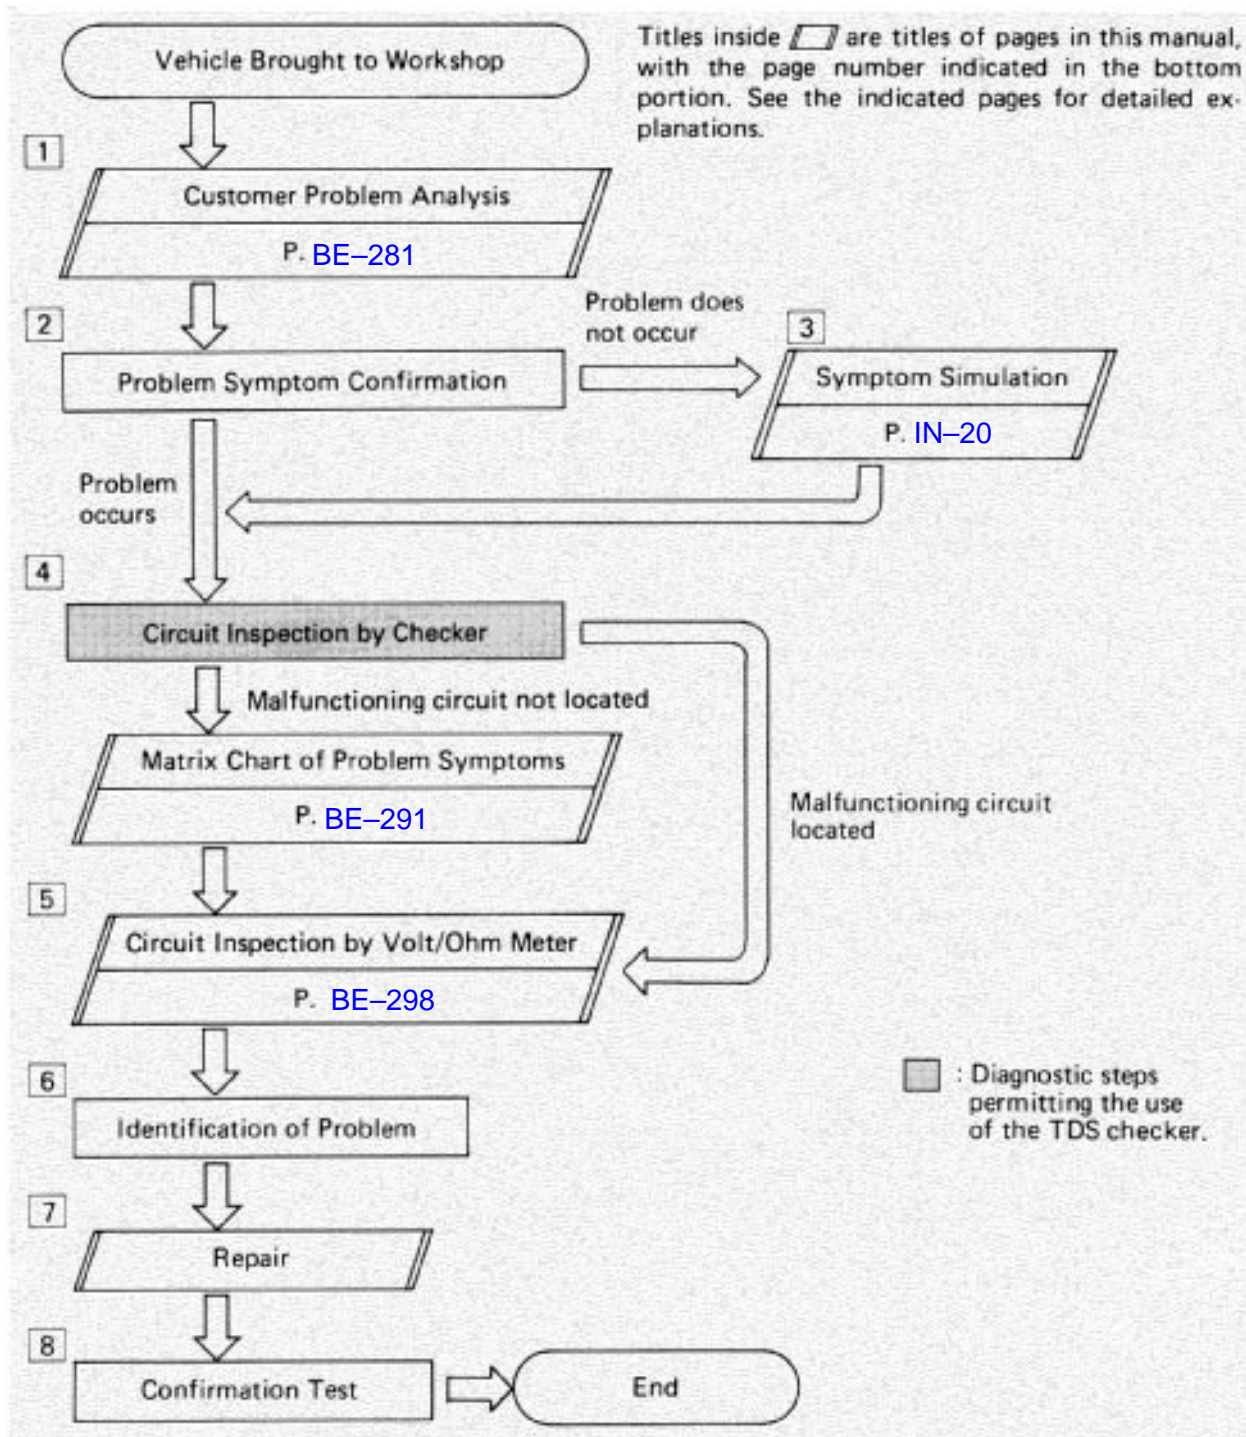 Vehicle Brought to Workshop
Titles inside are titles of pages in this manual,
with the page number indicated in the bottom
portion. See the indicated pages for detailed ex-
planations.
1
Customer Problem Analysis
P. BE–281
2
Problem does
not occur
3
Problem Symptom Confirmation
Symptom Simulation
P. IN–20
Problem
occurs
4
Circuit Inspection by Checker
Malfunctioning circuit not located
Matrix Chart of Problem Symptoms
P. BE–291
Malfunctioning circuit
located
5
Circuit Inspection by Volt/Ohm Meter
P. BE–298
6
Identification of Problem
: Diagnostic steps
permitting the use
of the TDS checker.
7
Repair
8
Confirmation Test
End